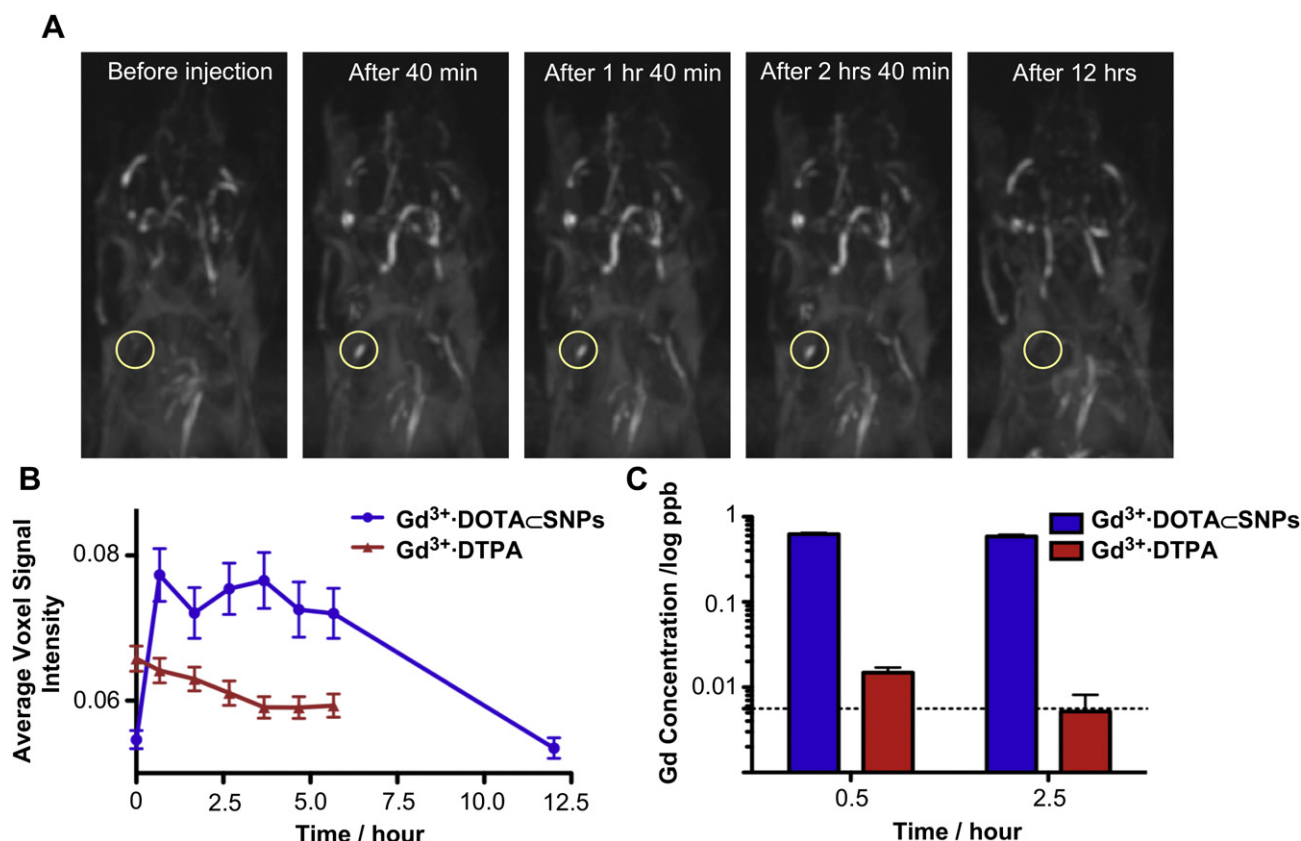 A
Before injection
After 40 min
After 1 hr 40 min
After 2 hrs 40 min
After 12 hrs
B
Average Voxel Signal
Intensity
0.08
0.06
0
2.5
5.0
7.5
10.0
12.5
Time / hour
Gd³⁺·DOTA⊂SNPs
Gd³⁺·DTPA
C
Gd Concentration /log ppb
1
0.1
0.01
0.5
2.5
Time / hour
Gd³⁺·DOTA⊂SNPs
Gd³⁺·DTPA